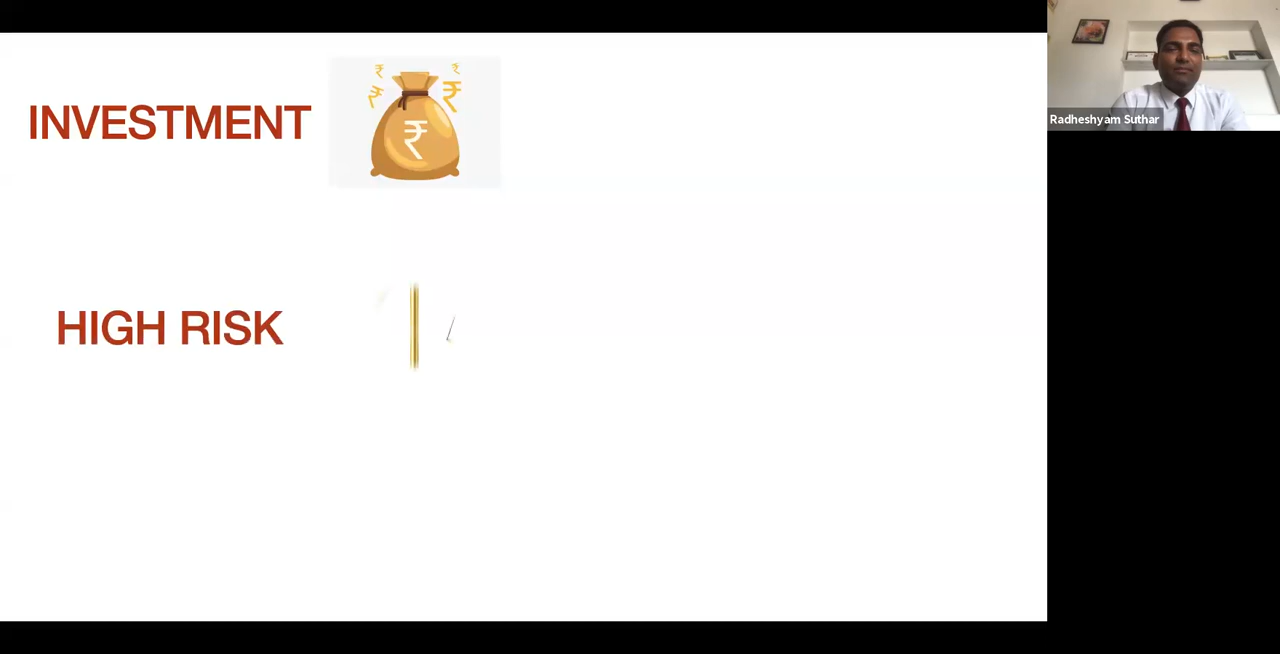 INVESTMENT
₹ ₹
₹ ₹
₹
HIGH RISK
Radheshyam Suthar